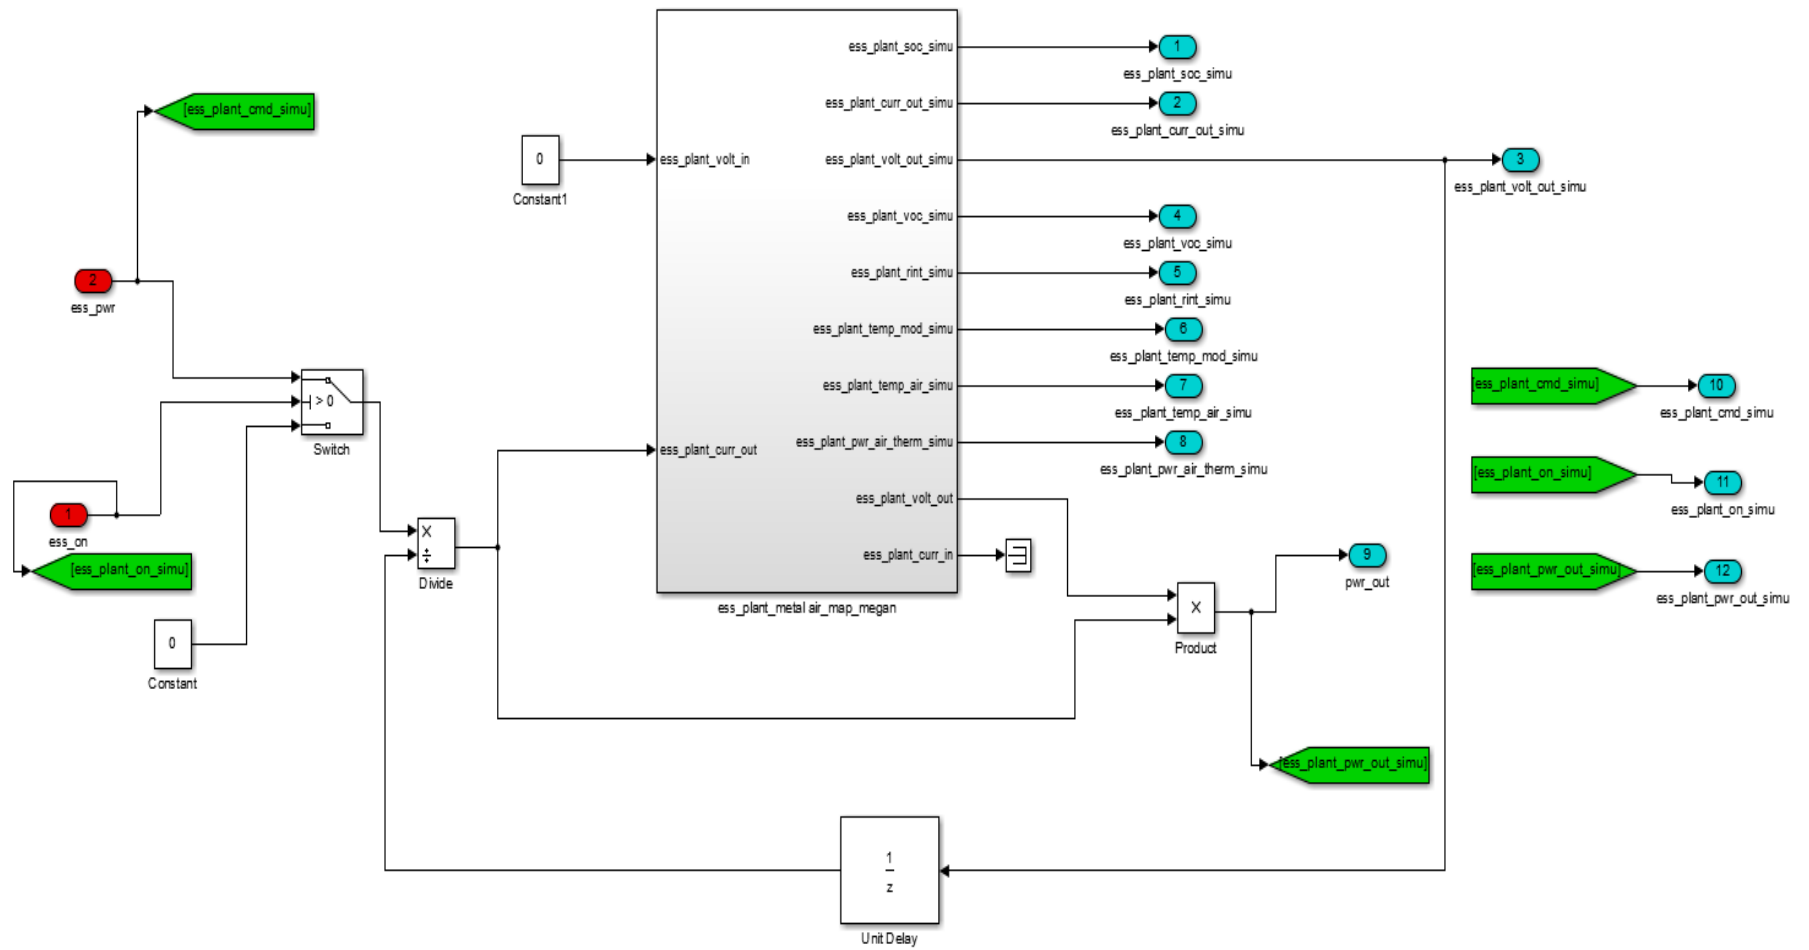 [ess_plant_cmd_simu]
2
ess_pwr
> 0
Switch
1
ess_on
[ess_plant_on_simu]
0
Constant
×
÷
Divide
0
Constant1
ess_plant_volt_in
ess_plant_curr_out
ess_plant_soc_simu
ess_plant_curr_out_simu
ess_plant_volt_out_simu
ess_plant_voc_simu
ess_plant_rint_simu
ess_plant_temp_mod_simu
ess_plant_temp_air_simu
ess_plant_pwr_air_therm_simu
ess_plant_volt_out
ess_plant_curr_in
ess_plant_metal air_map_megan
1
ess_plant_soc_simu
2
ess_plant_curr_out_simu
3
ess_plant_volt_out_simu
4
ess_plant_voc_simu
5
ess_plant_rint_simu
6
ess_plant_temp_mod_simu
7
ess_plant_temp_air_simu
8
ess_plant_pwr_air_therm_simu
×
Product
9
pwr_out
[ess_plant_pwr_out_simu]
[ess_plant_cmd_simu]
10
ess_plant_cmd_simu
[ess_plant_on_simu]
11
ess_plant_on_simu
[ess_plant_pwr_out_simu]
12
ess_plant_pwr_out_simu
1
z
Unit Delay